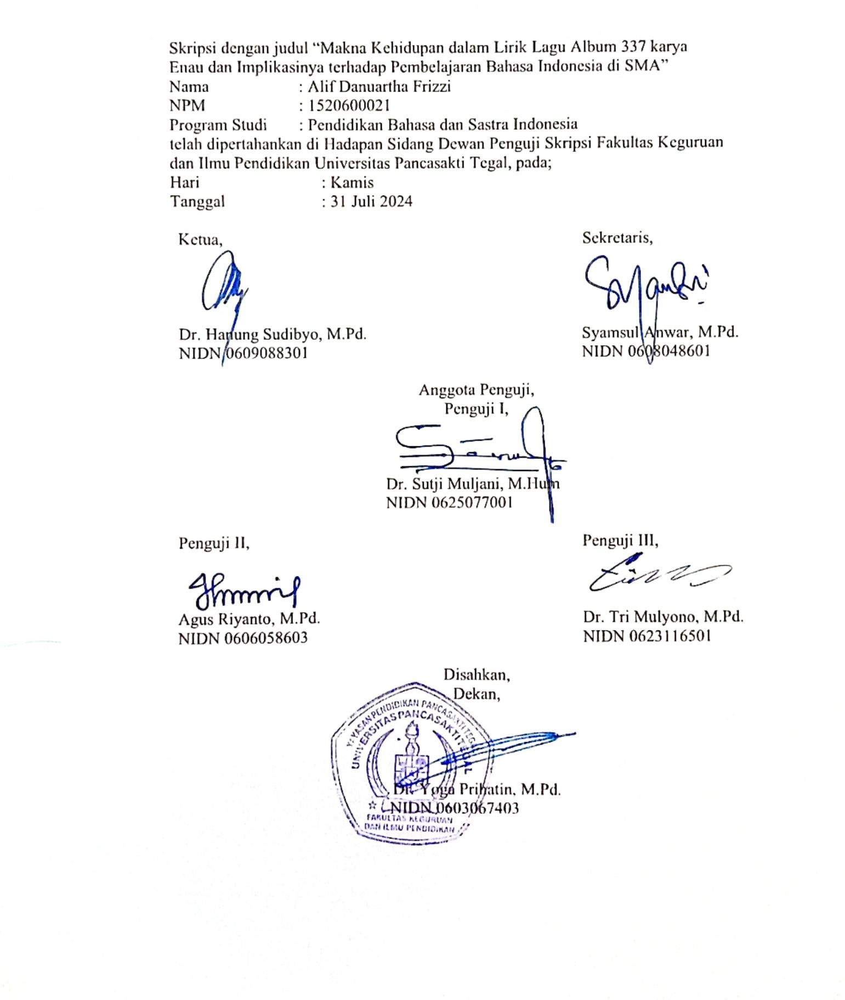 Skripsi dengan judul “Makna Kehidupan dalam Lirik Lagu Album 337 karya
Enau dan Implikasinya terhadap Pembelajaran Bahasa Indonesia di SMA”
Nama : Alif Danuartha Frizzi
NPM : 1520600021
Program Studi : Pendidikan Bahasa dan Sastra Indonesia
telah dipertahankan di Hadapan Sidang Dewan Penguji Skripsi Fakultas Keguruan
dan Ilmu Pendidikan Universitas Pancasakti Tegal, pada;
Hari : Kamis
Tanggal : 31 Juli 2024
Ketua,
Dr. Hanung Sudibyo, M.Pd.
NIDN 0609088301
Sekretaris,
Syamsul Anwar, M.Pd.
NIDN 0608048601
Anggota Penguji,
Penguji I,
Dr. Sutji Muljani, M.Hum
NIDN 0625077001
Penguji II,
Agus Riyanto, M.Pd.
NIDN 0606058603
Penguji III,
Dr. Tri Mulyono, M.Pd.
NIDN 0623116501
Disahkan,
Dekan,
YAYASAN PENDIDIKAN PANCASAKTI TEGAL
UNIVERSITAS PANCASAKTI TEGAL
Dr. Yoga Prihatin, M.Pd.
NIDN 0603067403
FAKULTAS KEGURUAN
DAN ILMU PENDIDIKAN